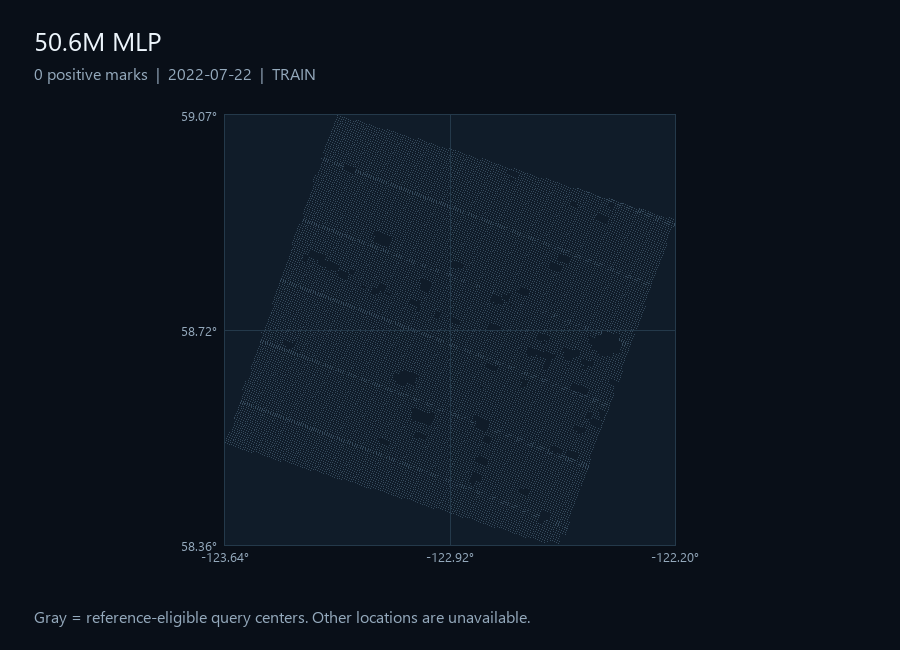 50.6M MLP
0 positive marks | 2022-07-22 | TRAIN
59.07°
58.72°
58.36°
-123.64° -122.92° -122.20°
Gray = reference-eligible query centers. Other locations are unavailable.